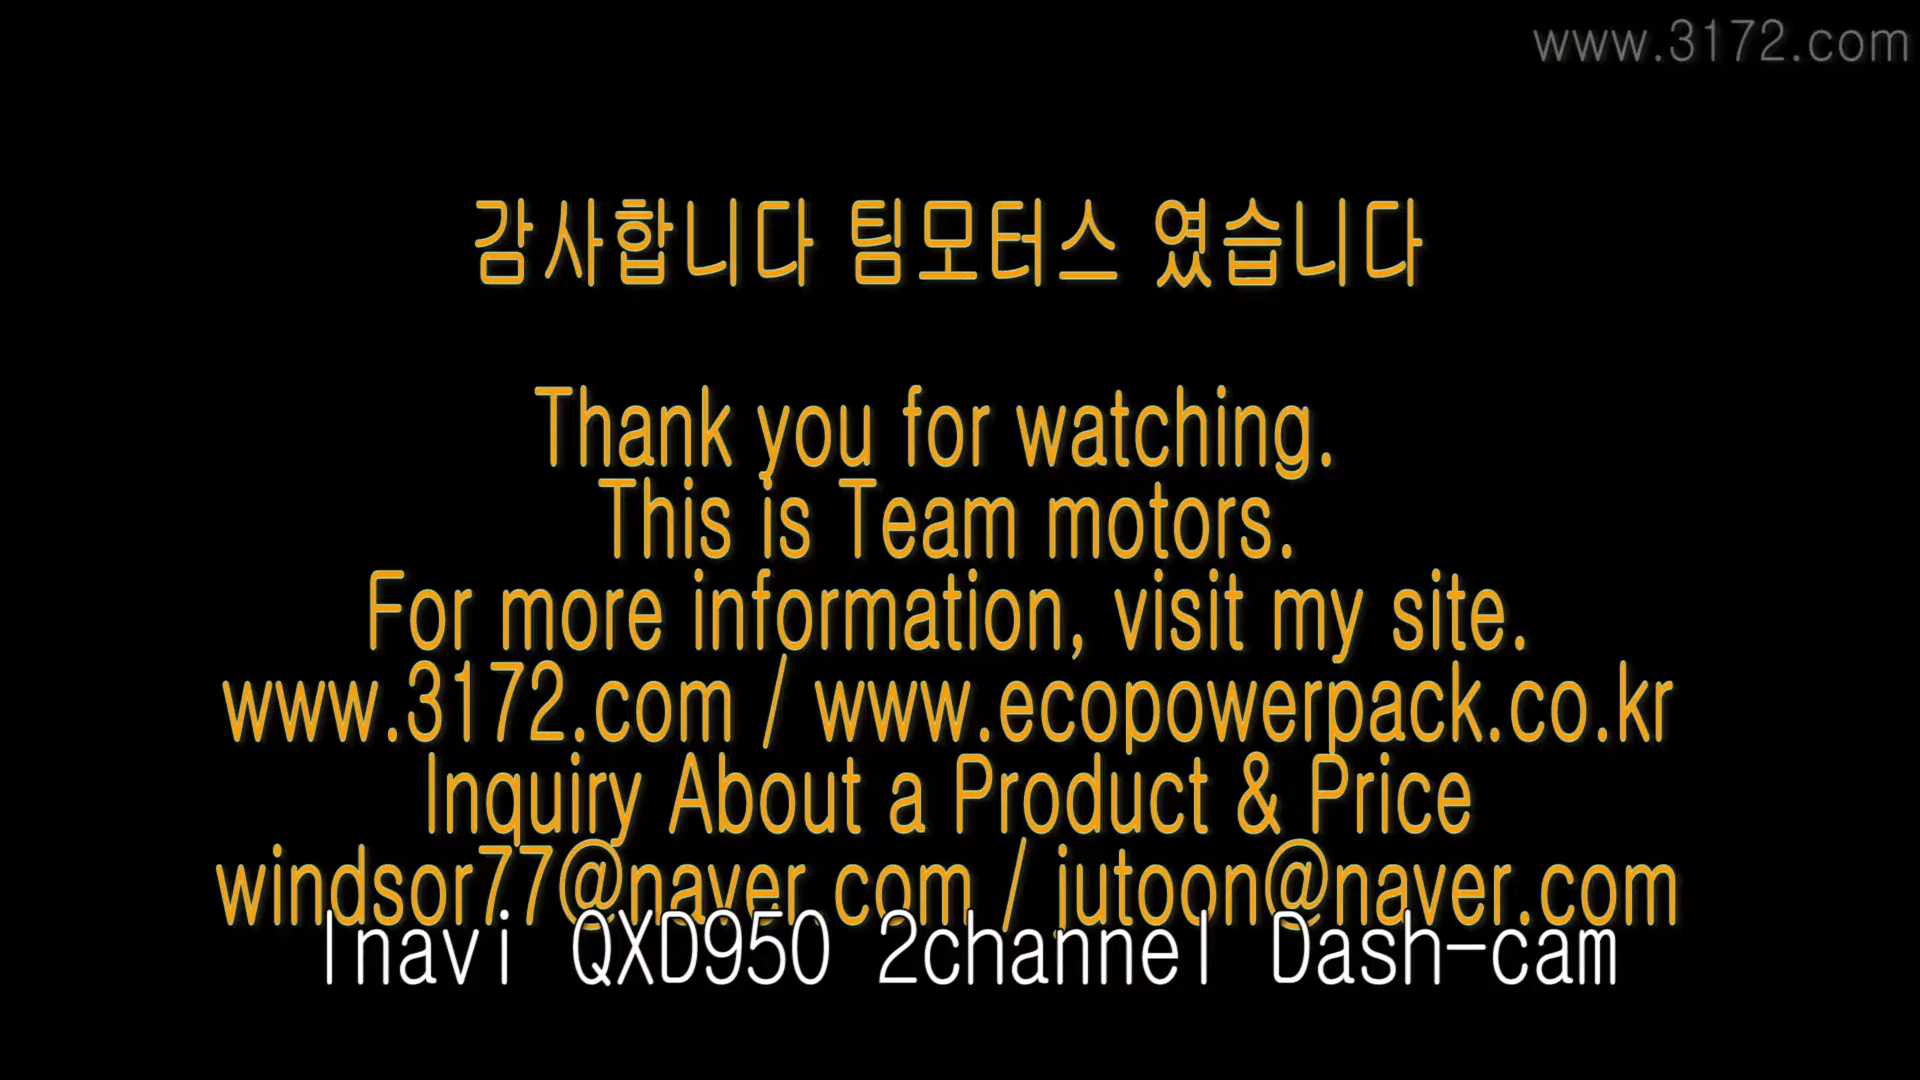 www.3172.com
감사합니다 팀모터스 였습니다
Thank you for watching.
This is Team motors.
For more information, visit my site.
www.3172.com / www.ecopowerpack.co.kr
Inquiry About a Product & Price
windsor77@naver.com / jutoon@naver.com
Inavi QXD950 2channel Dash-cam